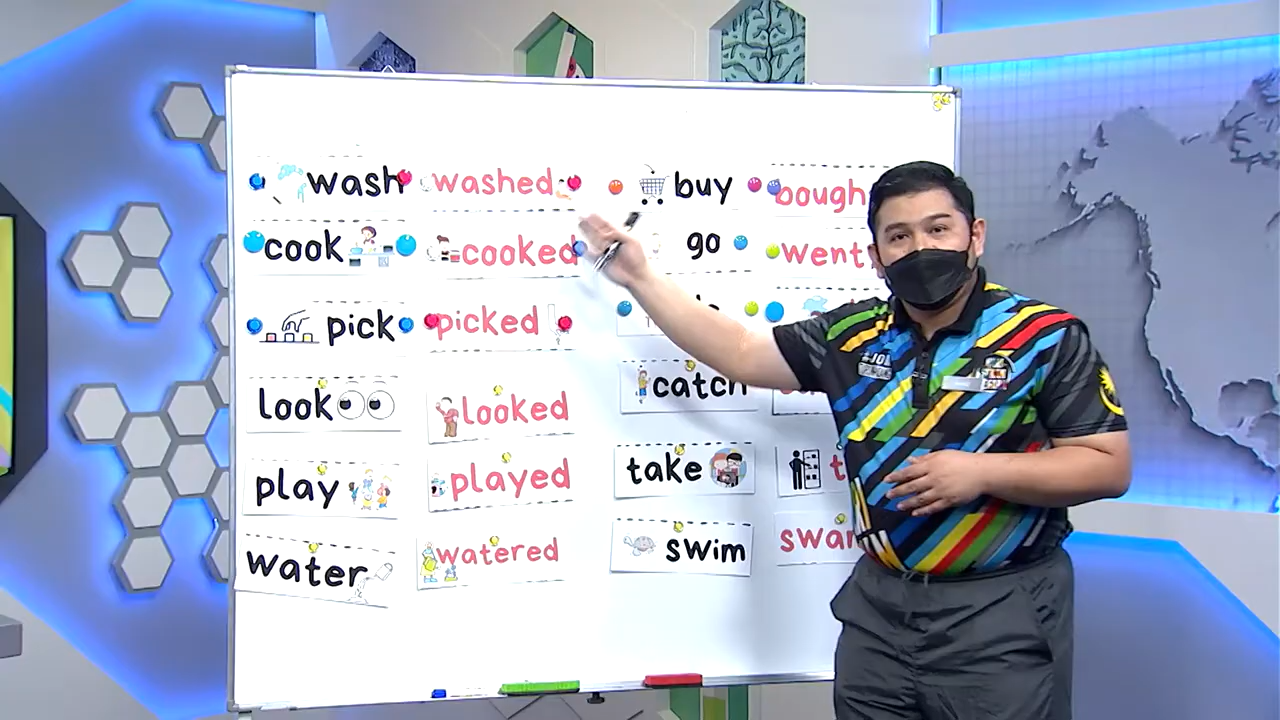 wash washed buy bough
cook cooked go went
pick picked
look looked catch
play played take t
water watered swim swam